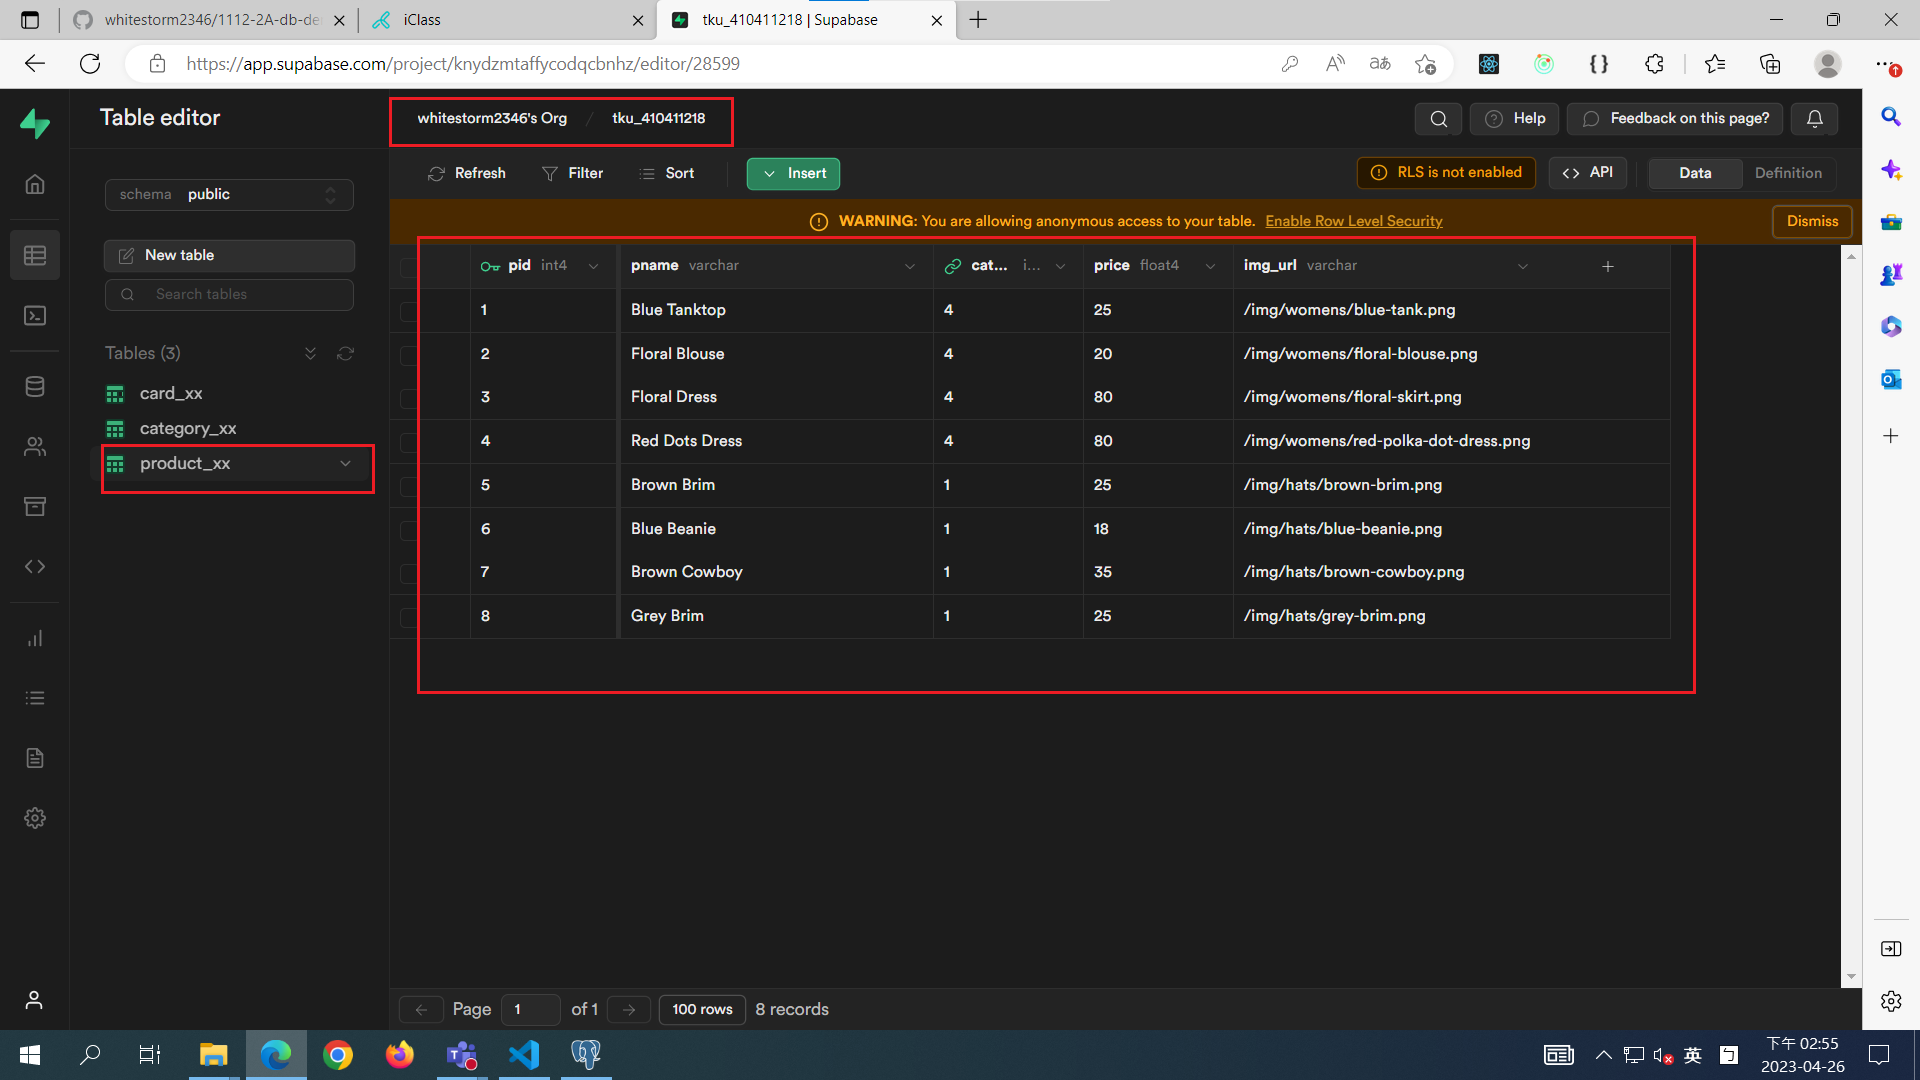 whitestorm2346/1112-2A-db-de
iClass
tku_410411218 | Supabase
https://app.supabase.com/project/knydzmtaffycodqcbnhz/editor/28599
Table editor
whitestorm2346's Org / tku_410411218
Help
Feedback on this page?
schema public
Refresh
Filter
Sort
Insert
RLS is not enabled
<> API
Data
Definition
WARNING: You are allowing anonymous access to your table. Enable Row Level Security
Dismiss
New table
Search tables
Tables (3)
card_xx
category_xx
product_xx
pid int4 pname varchar cat... i... price float4 img_url varchar
1 Blue Tanktop 4 25 /img/womens/blue-tank.png
2 Floral Blouse 4 20 /img/womens/floral-blouse.png
3 Floral Dress 4 80 /img/womens/floral-skirt.png
4 Red Dots Dress 4 80 /img/womens/red-polka-dot-dress.png
5 Brown Brim 1 25 /img/hats/brown-brim.png
6 Blue Beanie 1 18 /img/hats/blue-beanie.png
7 Brown Cowboy 1 35 /img/hats/brown-cowboy.png
8 Grey Brim 1 25 /img/hats/grey-brim.png
Page 1 of 1 100 rows 8 records
英
下午 02:55
2023-04-26